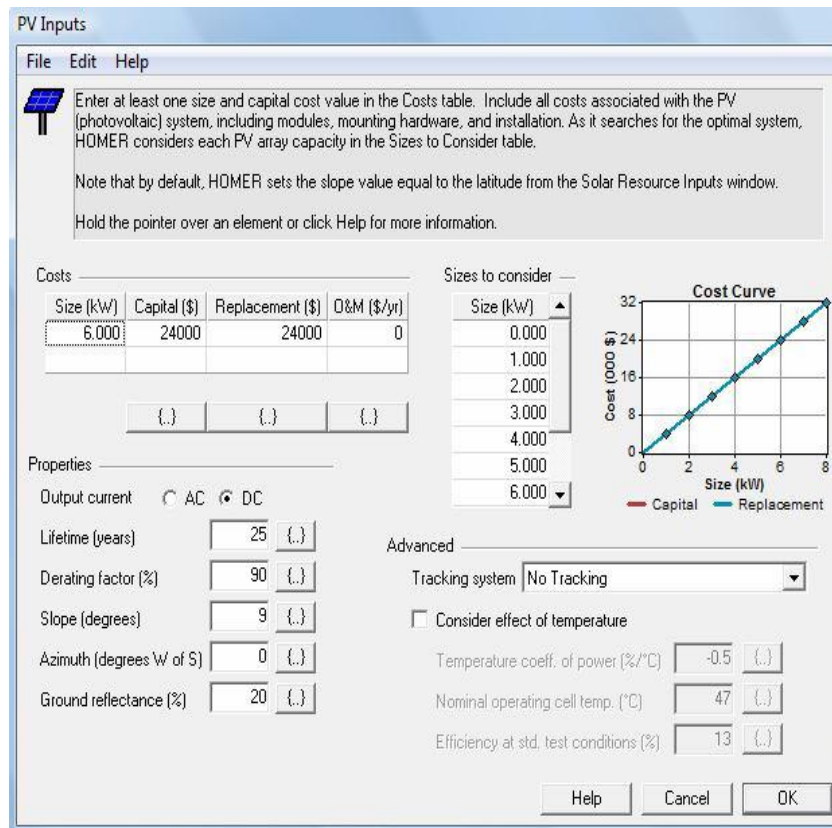 PV Inputs
File Edit Help
Enter at least one size and capital cost value in the Costs table. Include all costs associated with the PV
(photovoltaic) system, including modules, mounting hardware, and installation. As it searches for the optimal system,
HOMER considers each PV array capacity in the Sizes to Consider table.
Note that by default, HOMER sets the slope value equal to the latitude from the Solar Resource Inputs window.
Hold the pointer over an element or click Help for more information.
Costs
Size (kW) Capital ($) Replacement ($) O&M ($/yr)
6.000 24000 24000 0
{..} {..} {..}
Sizes to consider
Size (kW)
0.000
1.000
2.000
3.000
4.000
5.000
6.000
Cost Curve
Cost (000 $)
32
24
16
8
0
0 2 4 6 8
Size (kW)
Capital Replacement
Properties
Output current AC DC
Lifetime (years) 25 {..}
Derating factor (%) 90 {..}
Slope (degrees) 9 {..}
Azimuth (degrees W of S) 0 {..}
Ground reflectance (%) 20 {..}
Advanced
Tracking system No Tracking
Consider effect of temperature
Temperature coeff. of power (%/°C) -0.5 {..}
Nominal operating cell temp. (°C) 47 {..}
Efficiency at std. test conditions (%) 13 {..}
Help Cancel OK